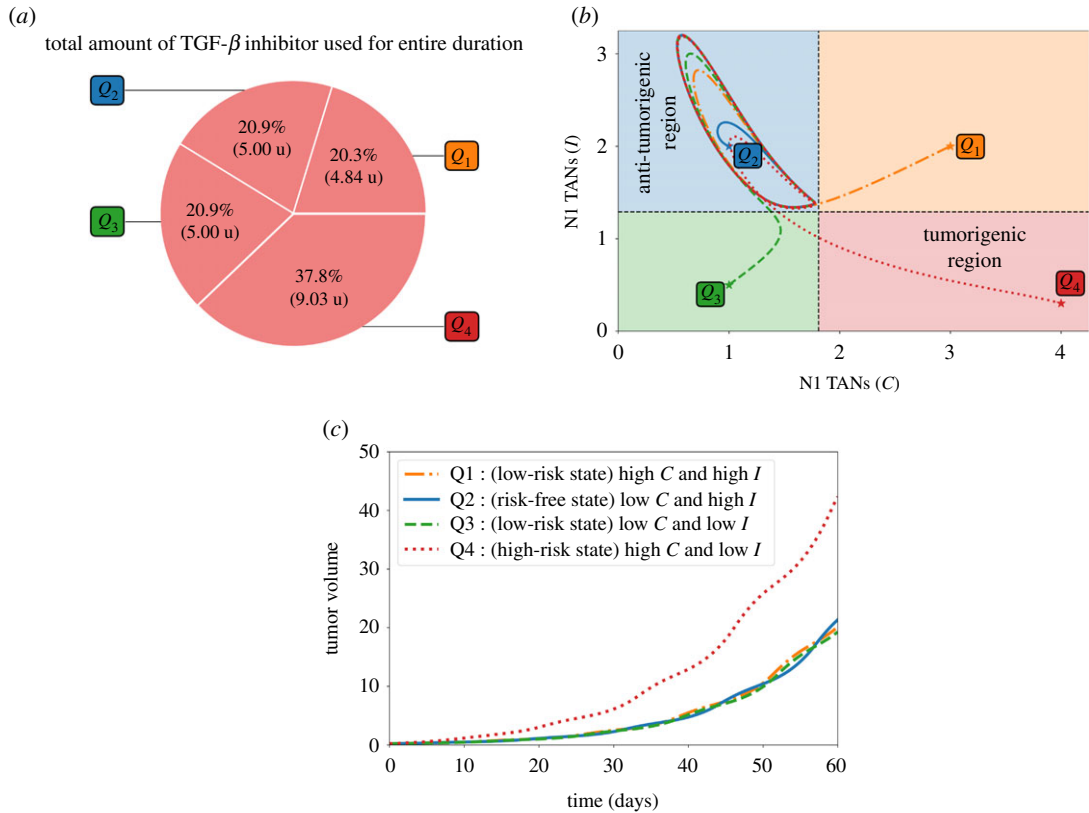 (a)
total amount of TGF-β inhibitor used for entire duration
Q2
20.9%
(5.00 u)
20.3%
(4.84 u)
Q1
Q3
20.9%
(5.00 u)
37.8%
(9.03 u)
Q4
(b)
3
2
1
0
N1 TANs (I)
anti-tumorigenic
region
Q2
Q1
tumorigenic
region
Q3
Q4
0 1 2 3 4
N1 TANs (C)
(c)
50
40
30
20
10
0
tumor volume
Q1 : (low-risk state) high C and high I
Q2 : (risk-free state) low C and high I
Q3 : (low-risk state) low C and low I
Q4 : (high-risk state) high C and low I
0 10 20 30 40 50 60
time (days)